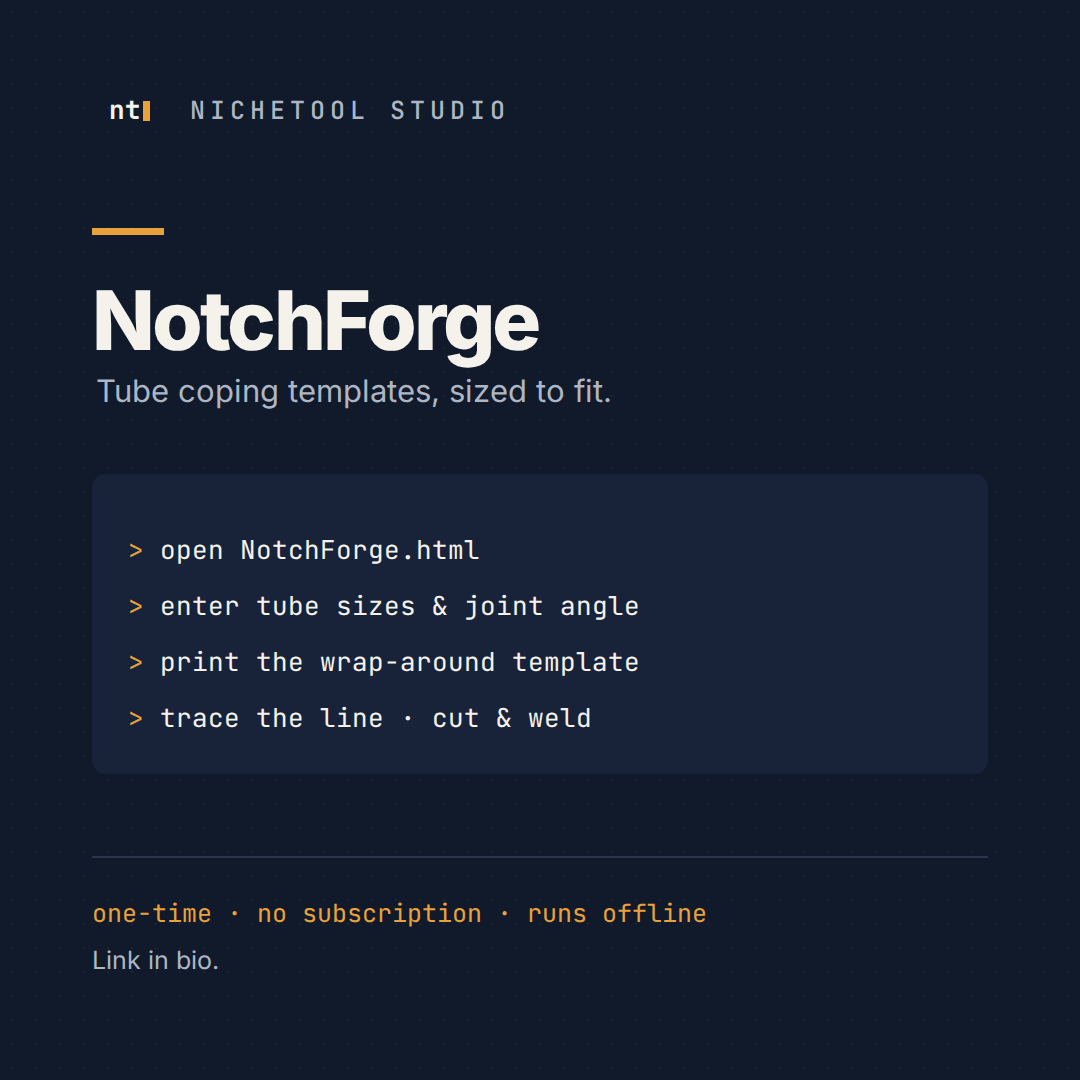 nt NICHETOOL STUDIO
NotchForge
Tube coping templates, sized to fit.
> open NotchForge.html
> enter tube sizes & joint angle
> print the wrap-around template
> trace the line · cut & weld
one-time · no subscription · runs offline
Link in bio.